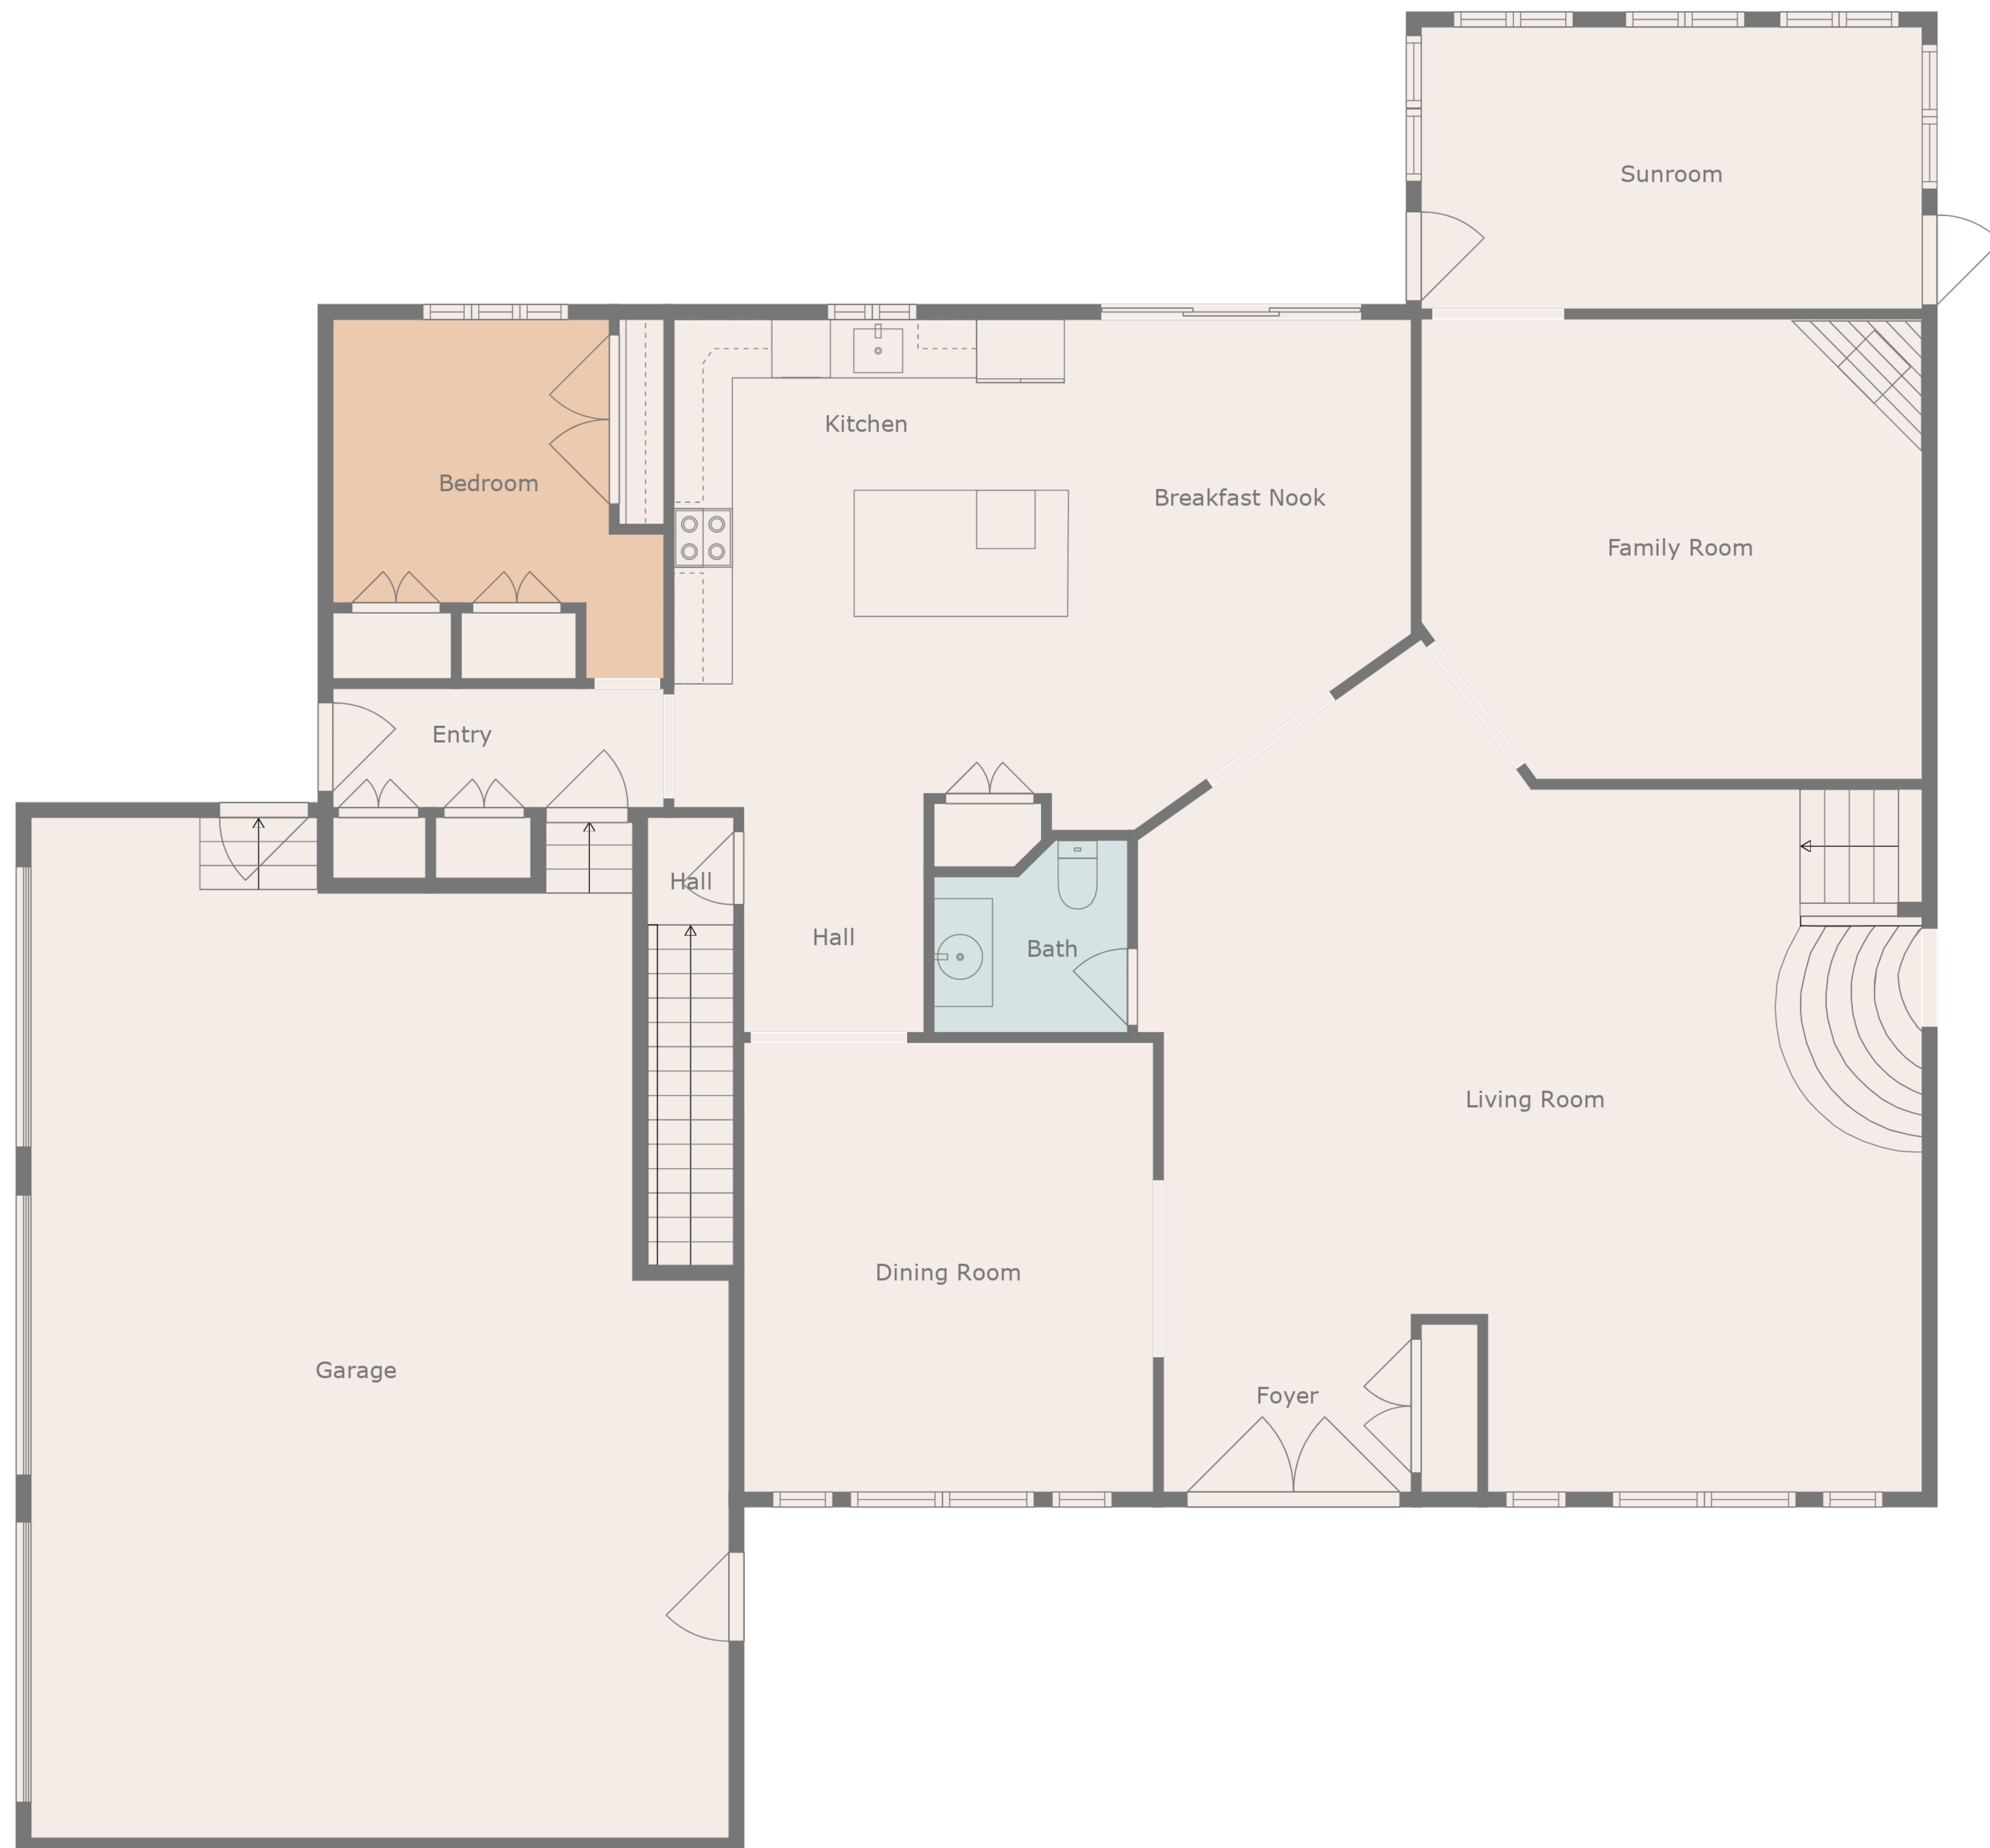 Sunroom
Kitchen
Bedroom
Breakfast Nook
Family Room
Entry
Hall
Hall
Bath
Living Room
Dining Room
Garage
Foyer